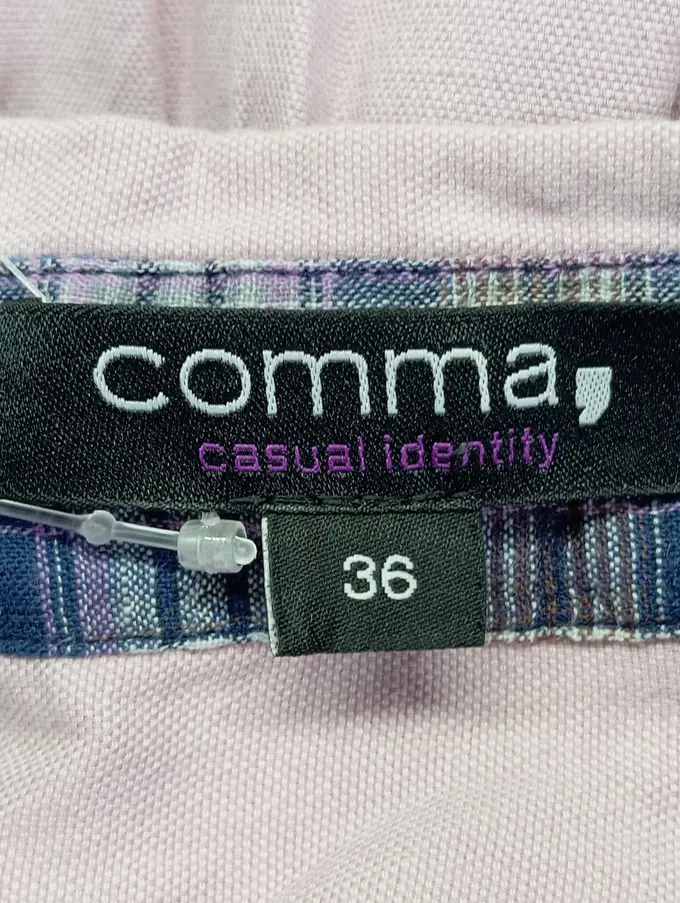 comma,
casual identity
36